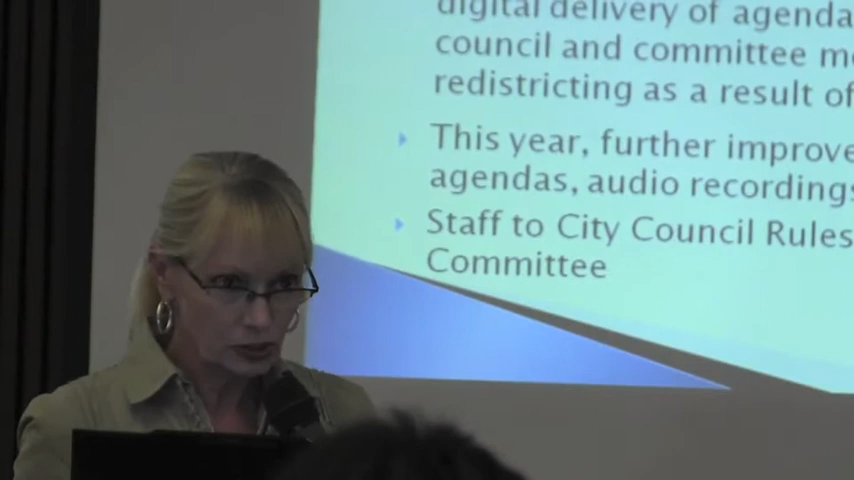 digital delivery of agenda
council and committee me
redistricting as a result of
This year, further improve
agendas, audio recordings
Staff to City Council Rules
Committee